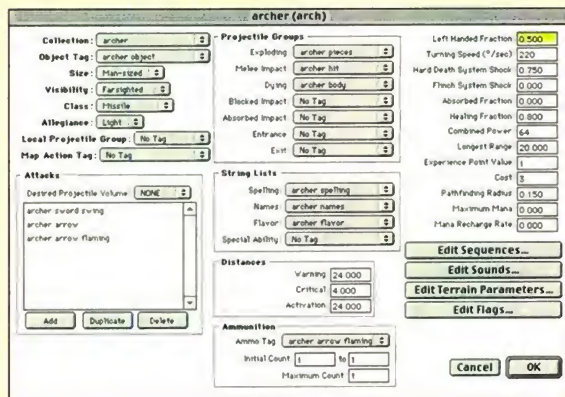 archer (arch)
Collection: archer
Object Tag: archer object
Size: Man-sized
Visibility: Farsighted
Class: Missile
Allegiance: Light
Local Projectile Group: No Tag
Map Action Tag: No Tag
Attacks
Desired Projectile Volume NONE
archer sword swing
archer arrow
archer arrow flaming
Add Duplicate Delete
Projectile Groups
Exploding archer pieces
Melee Impact archer hit
Dying archer body
Blocked Impact No Tag
Absorbed Impact No Tag
Entrance No Tag
Exit No Tag
String Lists
Spelling: archer spelling
Names: archer names
Flavor: archer flavor
Special Ability: No Tag
Distances
Warning 24.000
Critical 4.000
Activation 24.000
Ammunition
Ammo Tag archer arrow flaming
Initial Count 1 to 1
Maximum Count 1
Left Handed Fraction 0.500
Turning Speed (°/sec) 220
Hard Death System Shock 0.750
Flinch System Shock 0.000
Absorbed Fraction 0.000
Healing Fraction 0.800
Combined Power 64
Longest Range 20.000
Experience Point Value 1
Cost 3
Pathfinding Radius 0.150
Maximum Mana 0.000
Mana Recharge Rate 0.000
Edit Sequences...
Edit Sounds...
Edit Terrain Parameters...
Edit Flags...
Cancel OK